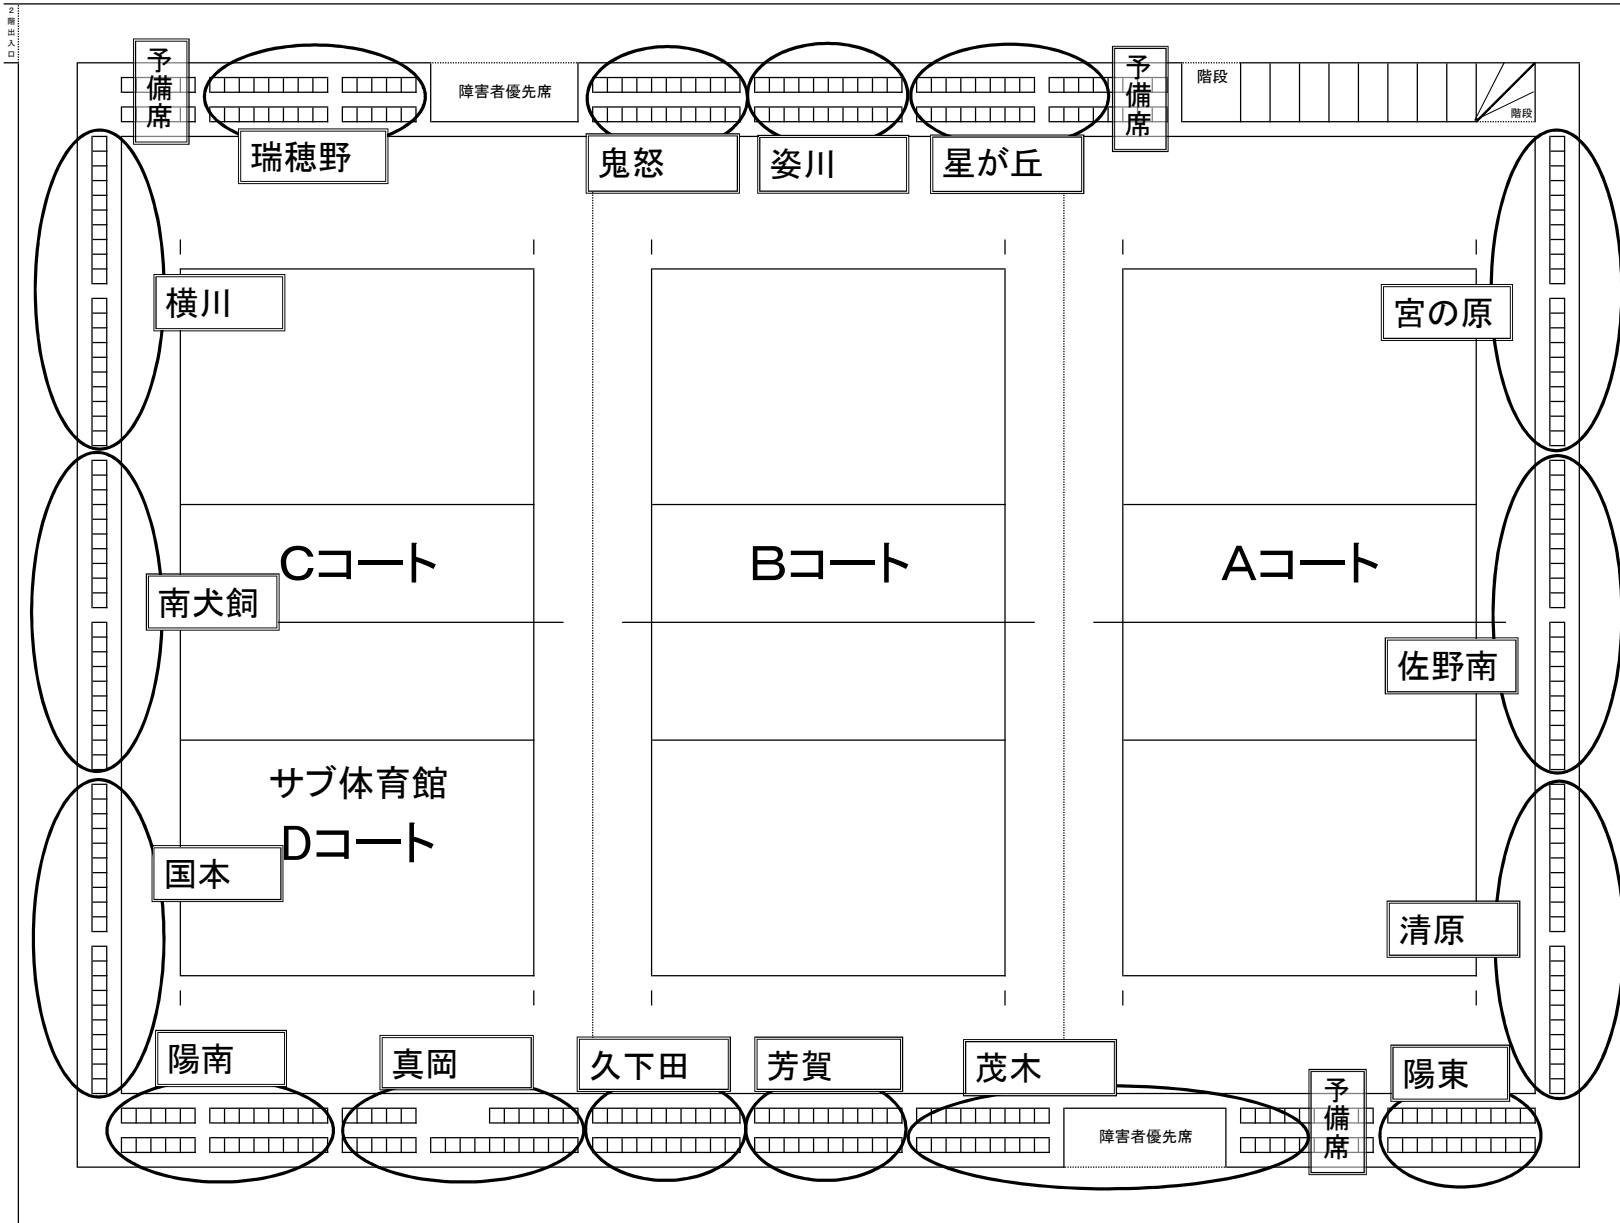 2階出入口
予備席
障害者優先席
予備席
階段
階段
瑞穂野
鬼怒
姿川
星が丘
横川
宮の原
Cコート
Bコート
Aコート
南犬飼
佐野南
サブ体育館
Dコート
国本
清原
陽南
真岡
久下田
芳賀
茂木
陽東
予備席
障害者優先席